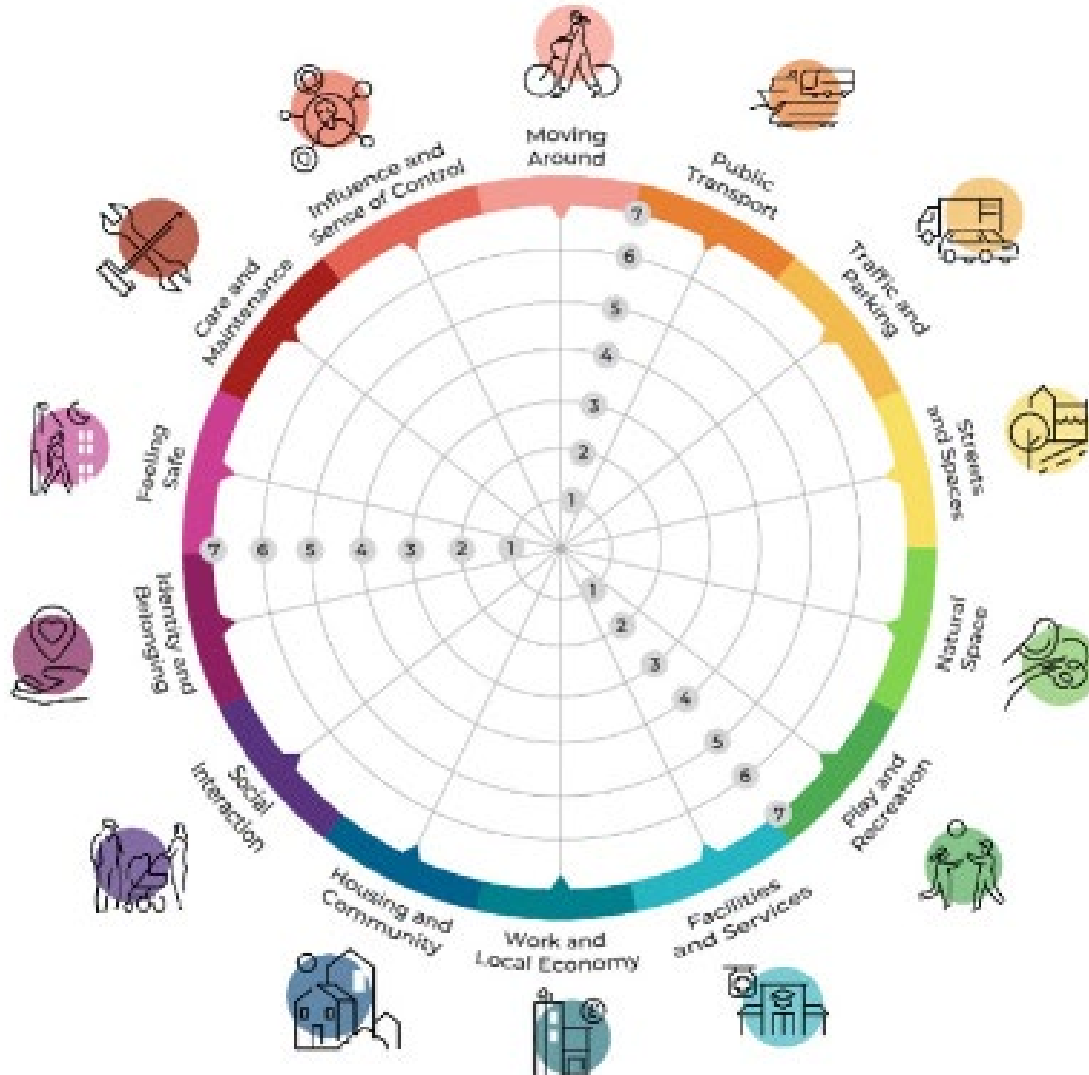 Moving
Around
Public
Transport
Traffic and
Parking
Streets
and Spaces
Natural
Space
Play and
Recreation
Facilities
and Services
Work and
Local Economy
Housing and
Community
Social
Interaction
Identity and
Belonging
Feeling
Safe
Care and
Maintenance
Influence and
Sense of Control
7
6
5
4
3
2
1
7 6 5 4 3 2 1
1
2
3
4
5
6
7